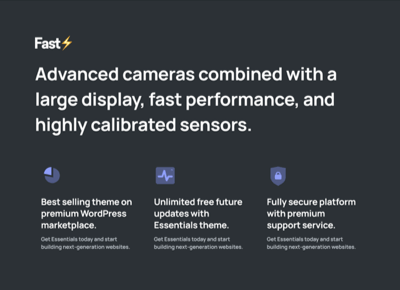 Fast
Advanced cameras combined with a
large display, fast performance, and
highly calibrated sensors.
Best selling theme on
premium WordPress
marketplace.
Get Essentials today and start
building next-generation websites.
Unlimited free future
updates with
Essentials theme.
Get Essentials today and start
building next-generation websites.
Fully secure platform
with premium
support service.
Get Essentials today and start
building next-generation websites.